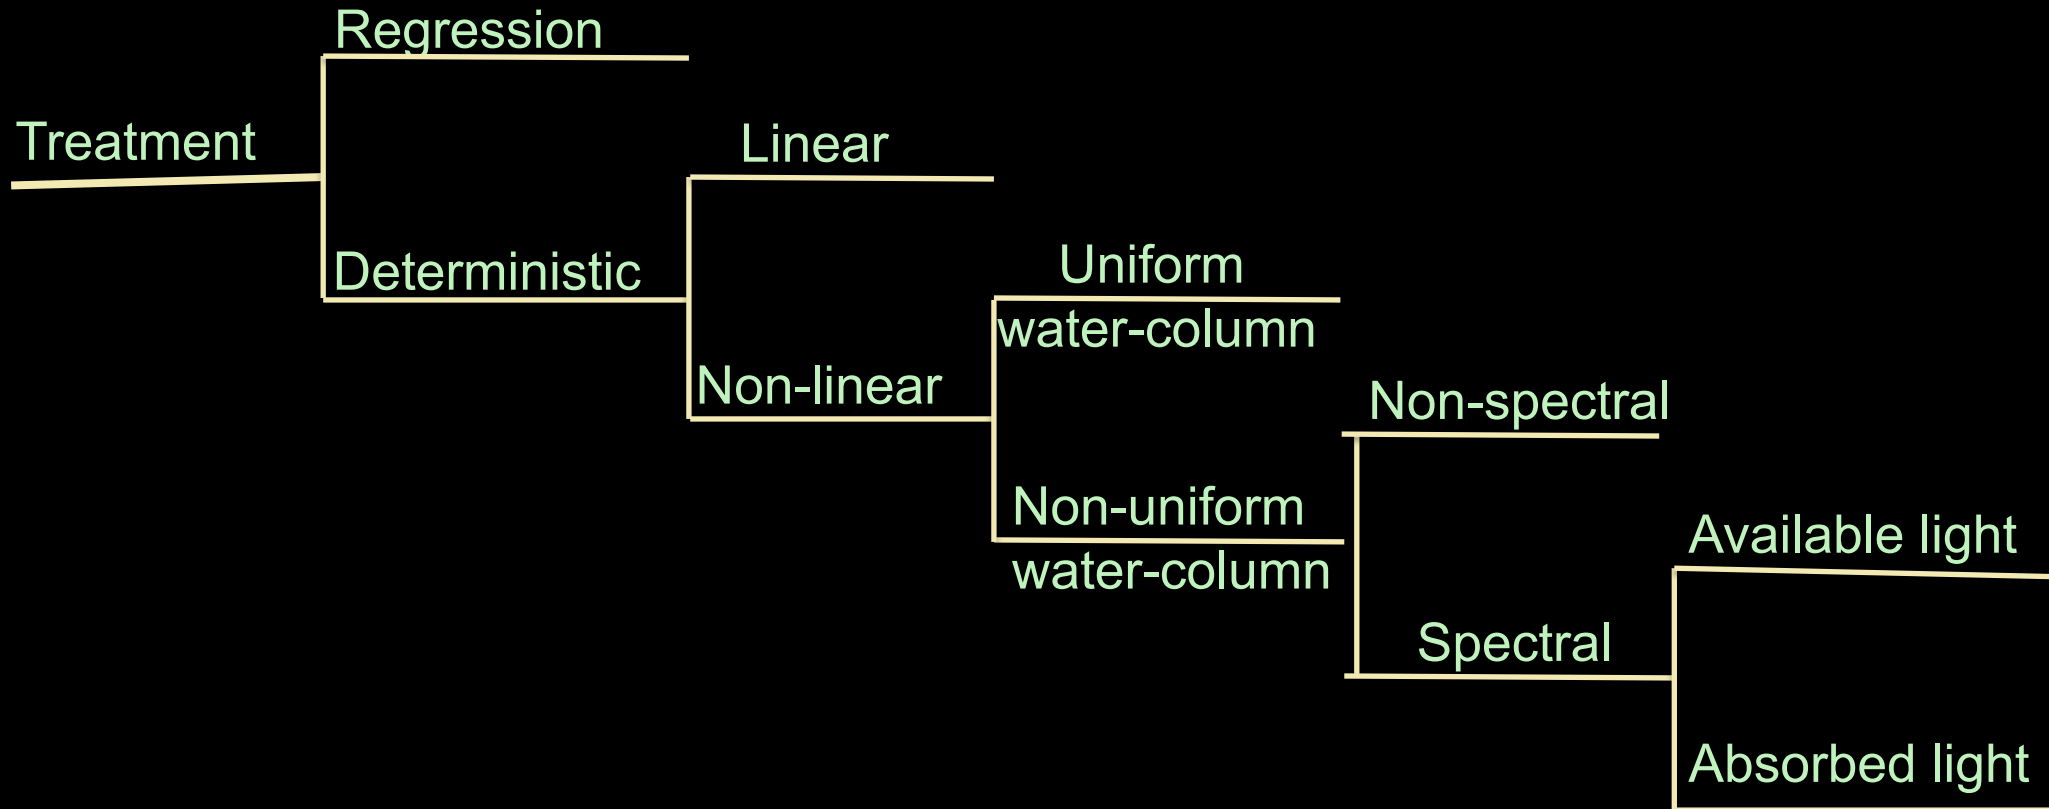 Regression
Treatment
Linear
Deterministic
Uniform
water-column
Non-linear
Non-spectral
Non-uniform
water-column
Available light
Spectral
Absorbed light